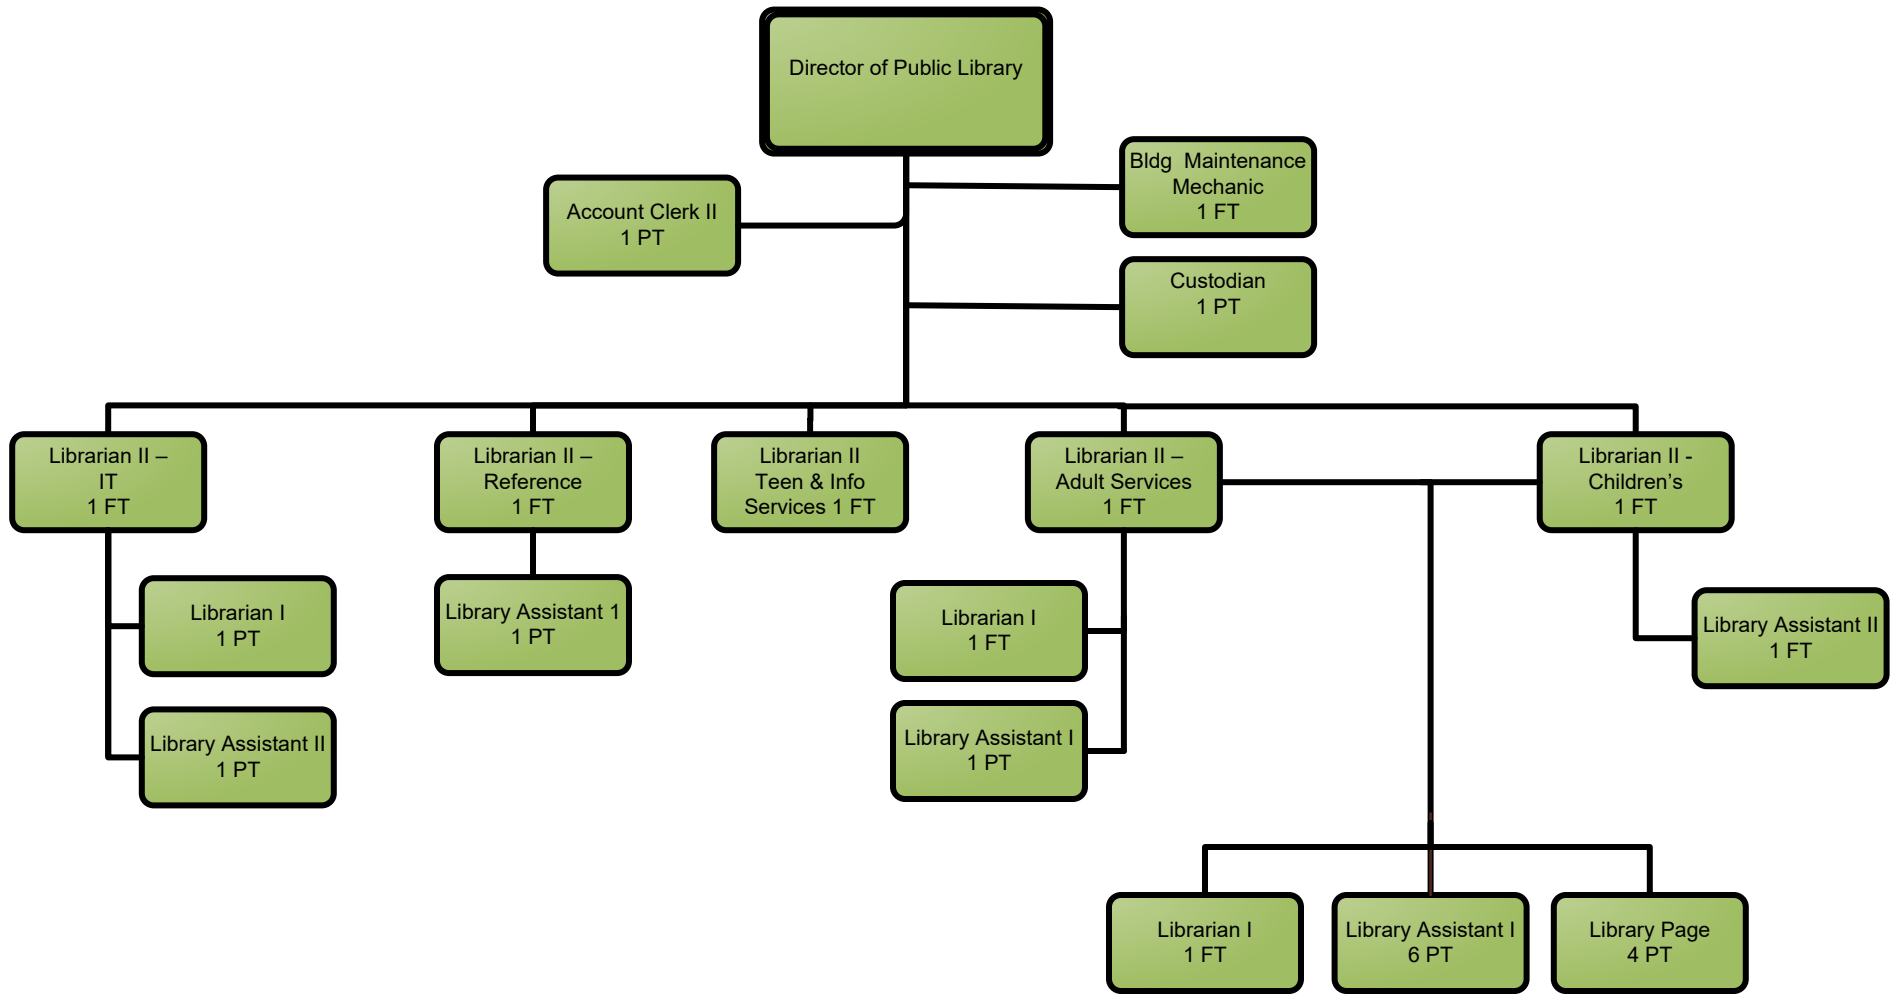 Director of Public Library
Bldg  Maintenance
Mechanic
1 FT
Account Clerk II
1 PT
Custodian
1 PT
Librarian II –
IT
1 FT
Librarian II –
Reference
1 FT
Librarian II
Teen & Info
Services 1 FT
Librarian II –
Adult Services
1 FT
Librarian II -
Children’s
1 FT
Librarian I
1 PT
Library Assistant 1
1 PT
Librarian I
1 FT
Library Assistant II
1 FT
Library Assistant II
1 PT
Library Assistant I
1 PT
Librarian I
1 FT
Library Assistant I
6 PT
Library Page
4 PT